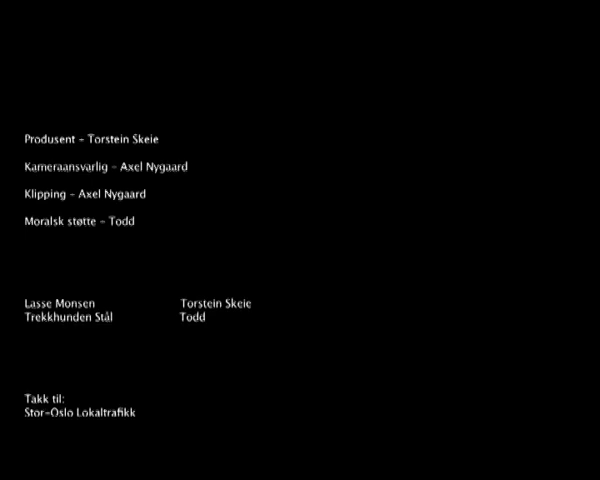 Produsent - Torstein Skeie
Kameraansvarlig - Axel Nygaard
Klipping - Axel Nygaard
Moralsk støtte - Todd
Lasse Monsen Torstein Skeie
Trekkhunden Stål Todd
Takk til:
Stor-Oslo Lokaltrafikk